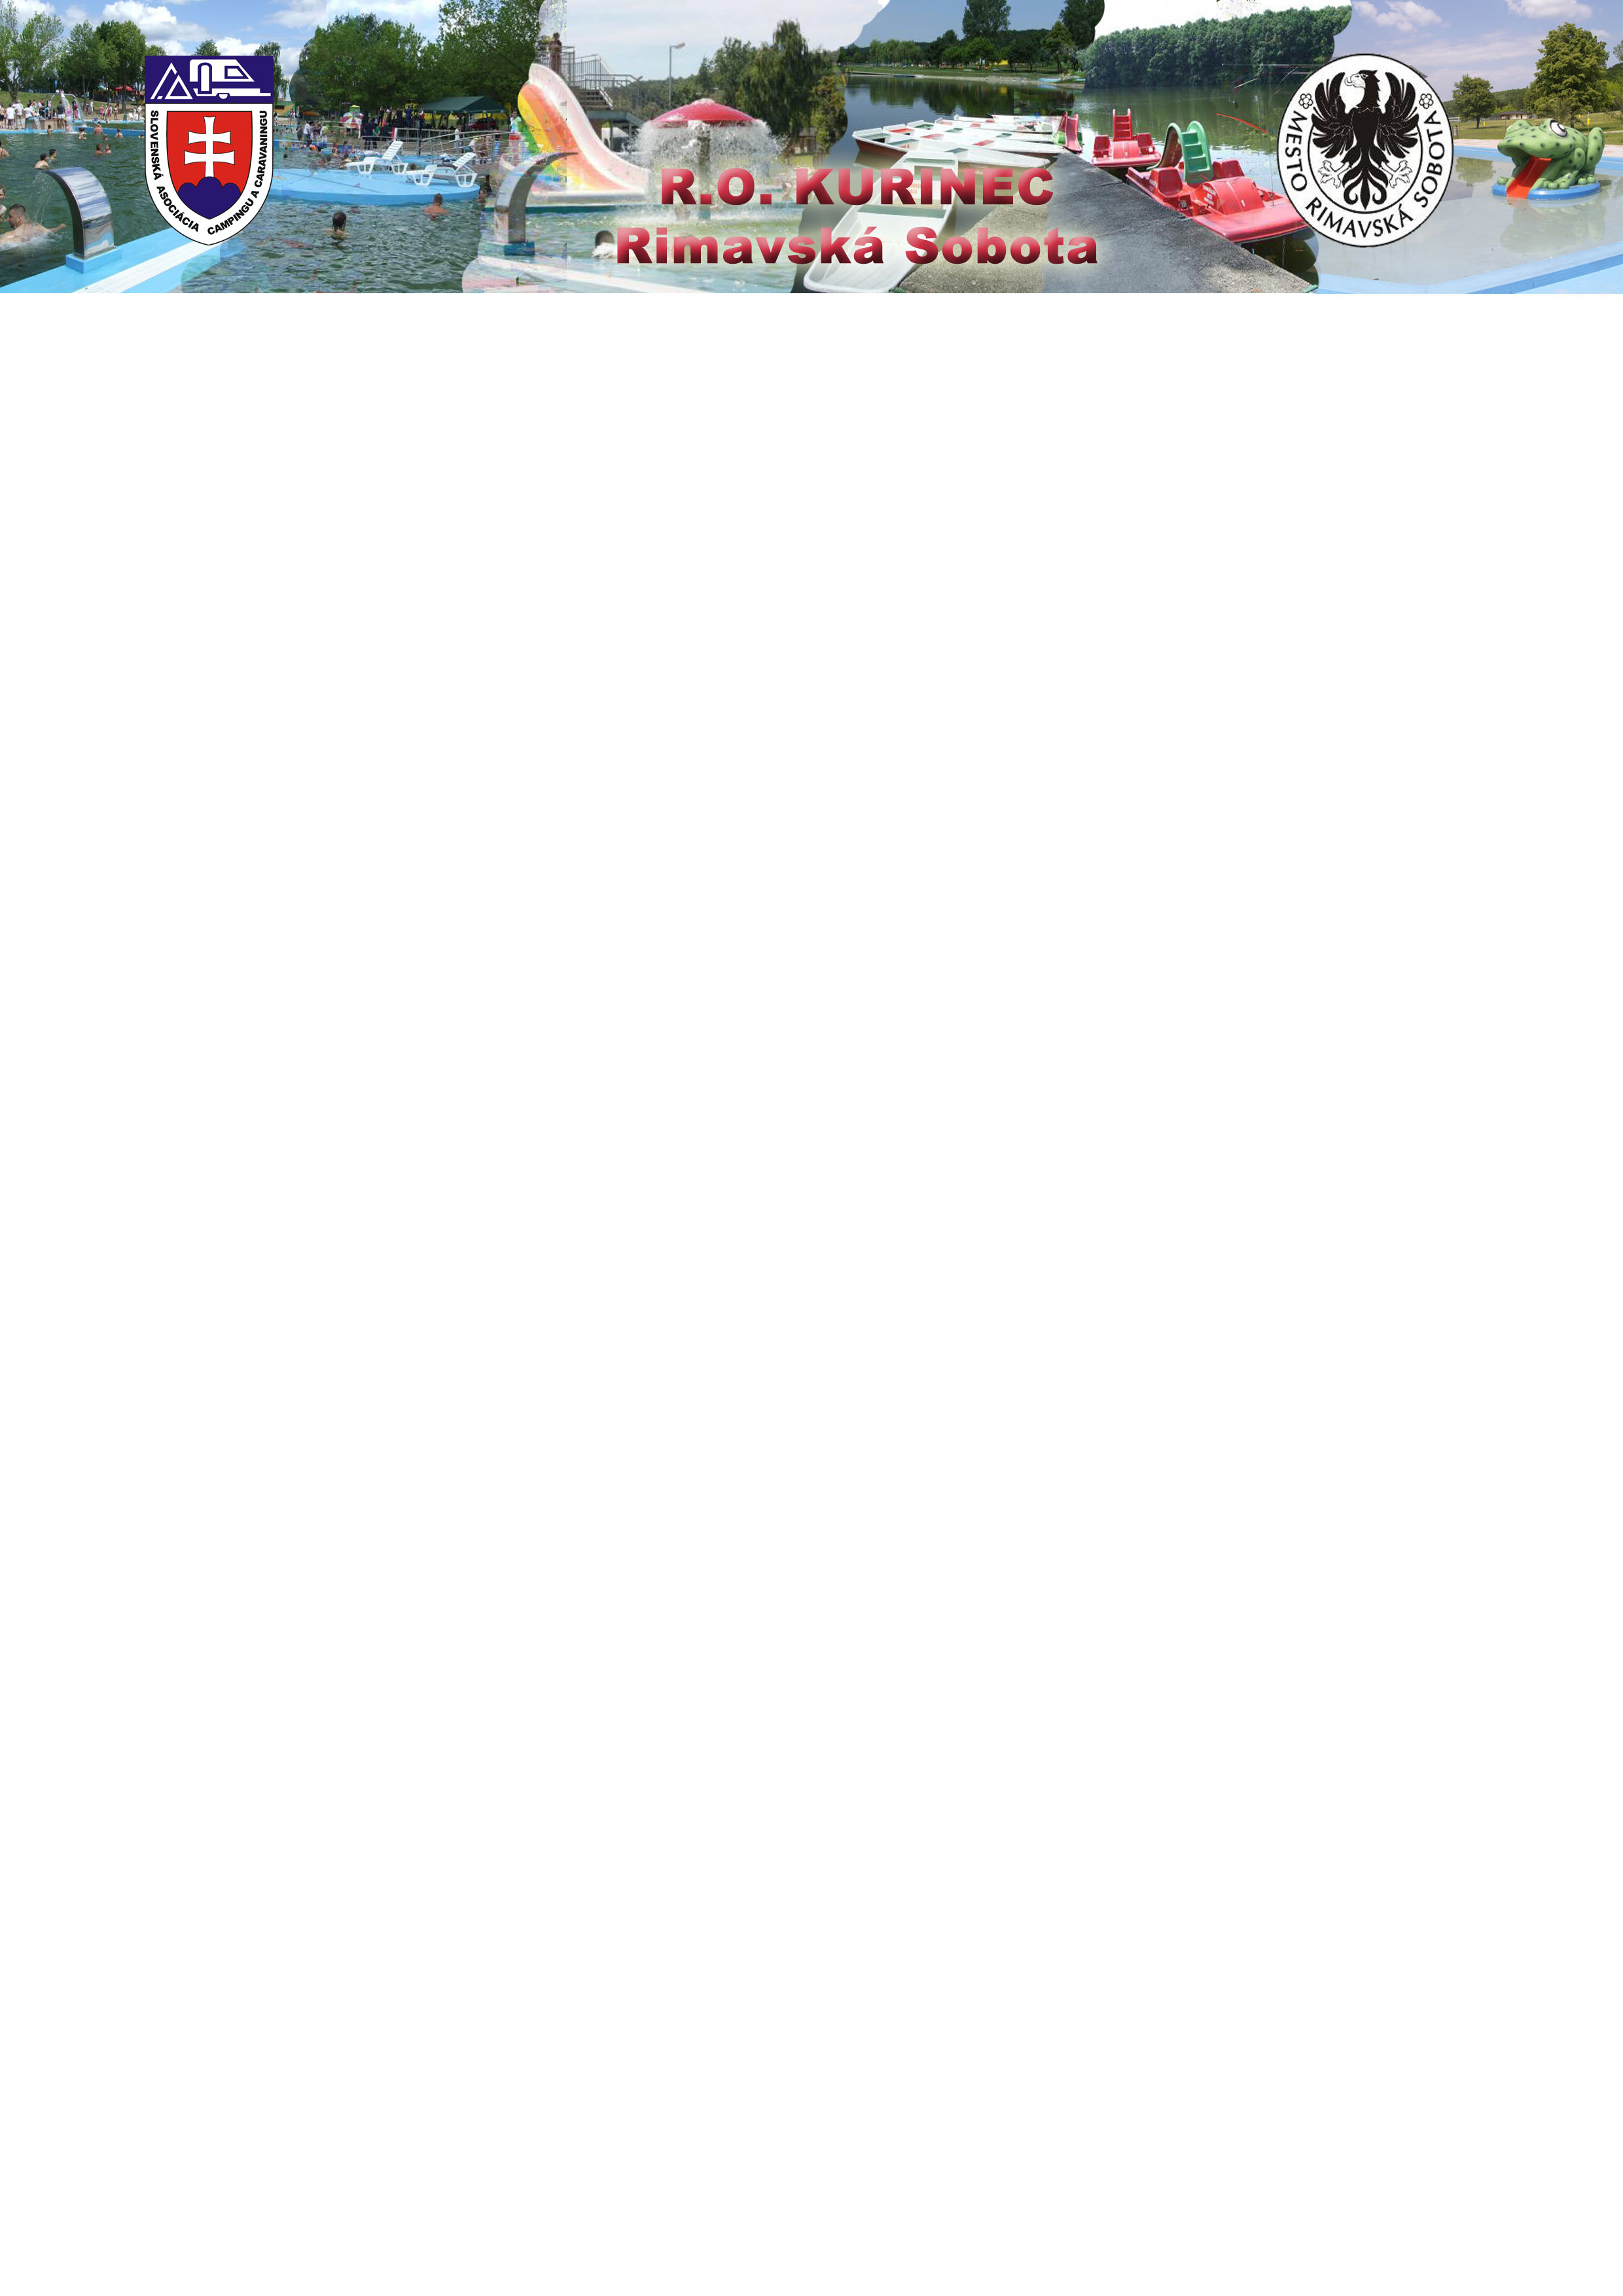 SLOVENSKÁ ASOCIÁCIA CAMPINGU A CARAVANINGU
R.O. KURINEC
Rimavská Sobota
MESTO RIMAVSKÁ SOBOTA